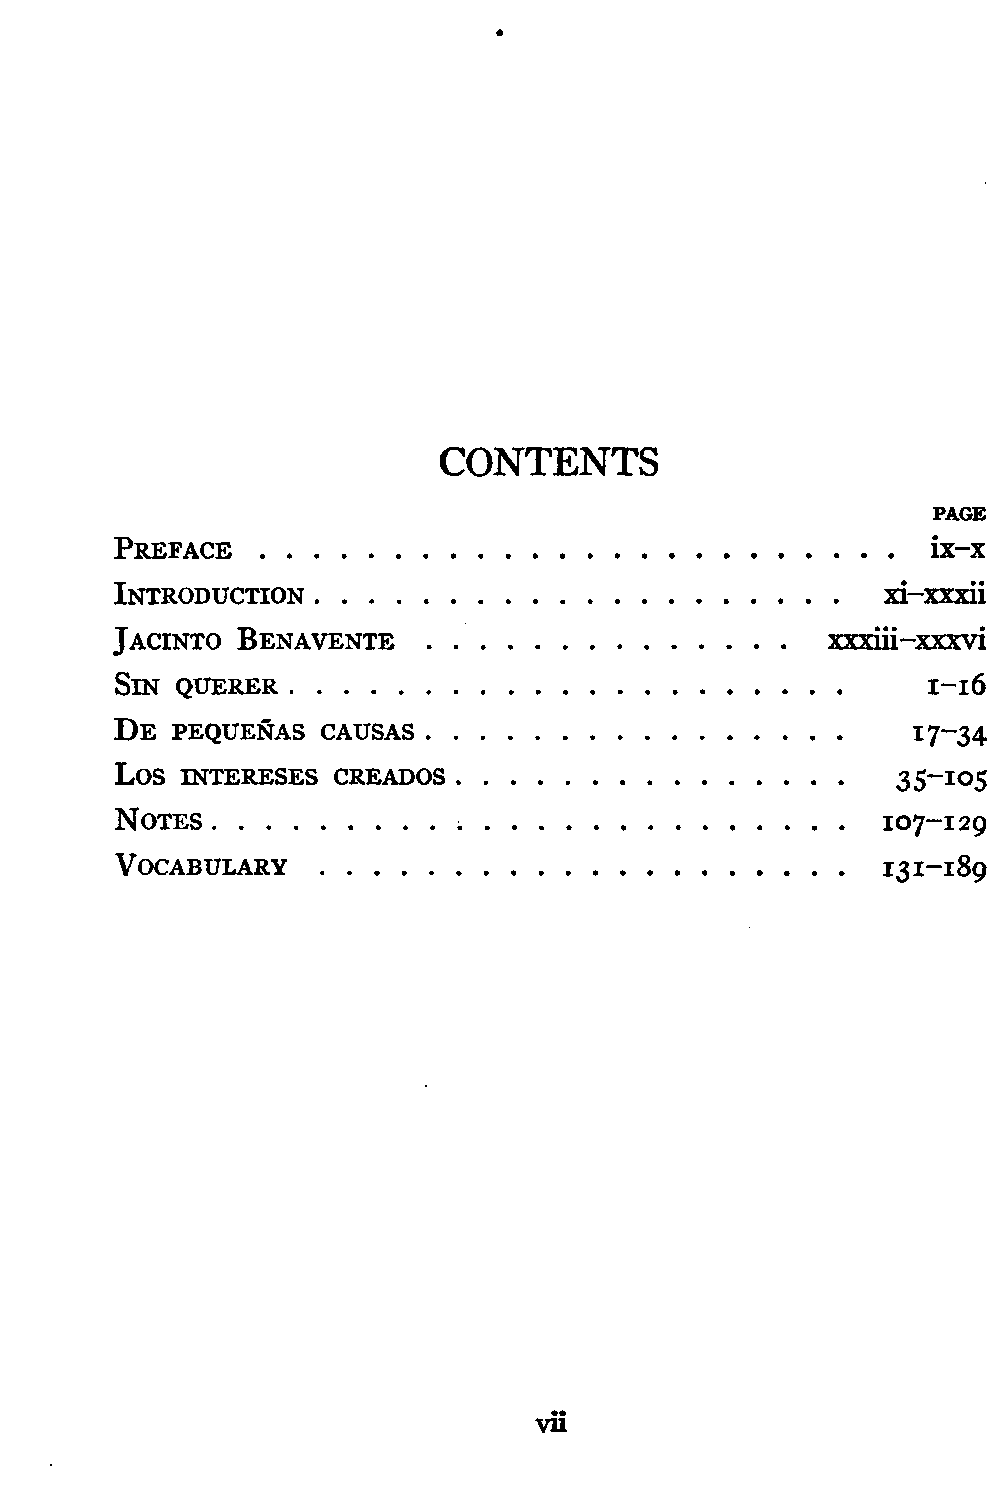 CONTENTS
PAGE
PREFACE . . . . . . . . . . . . . . . . . . . . . . . . ix–x
INTRODUCTION . . . . . . . . . . . . . . . . . . . . xi–xxxii
JACINTO BENAVENTE . . . . . . . . . . . . . . xxxiii–xxxvi
SIN QUERER . . . . . . . . . . . . . . . . . . . . . 1–16
DE PEQUEÑAS CAUSAS . . . . . . . . . . . . . . . . 17–34
LOS INTERESES CREADOS . . . . . . . . . . . . . . . 35–105
NOTES . . . . . . . . . . . . . . . . . . . . . . . . 107–129
VOCABULARY . . . . . . . . . . . . . . . . . . . . 131–189
vii